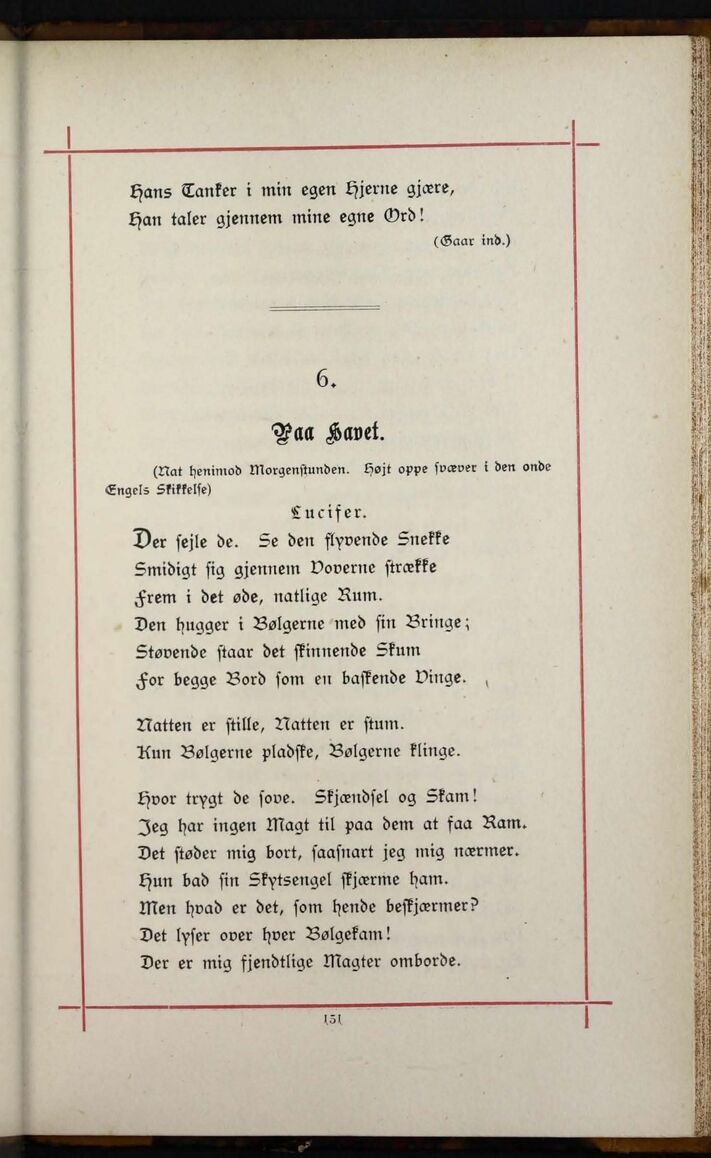 Hans Tanker i min egen Hjerne gjære,
Han taler gjennem mine egne Ord!
(Gaar ind.)
6.
Paa Havet.
(Nat henimod Morgenstunden. Højt oppe svæver i den onde
Engels Skikkelse)
Lucifer.
Der sejle de. Se den flyvende Snekke
Smidigt sig gjennem Voverne strække
Frem i det øde, natlige Rum.
Den hugger i Bølgerne med sin Bringe;
Støvende staar det skinnende Skum
For begge Bord som en baskende Vinge.
Natten er stille, Natten er stum.
Kun Bølgerne pladske, Bølgerne klinge.
Hvor trygt de sove. Skjændsel og Skam!
Jeg har ingen Magt til paa dem at faa Ram.
Det støder mig bort, saasnart jeg mig nærmer.
Hun bad sin Skytsengel skjærme ham.
Men hvad er det, som hende beskjærmer?
Det lyser over hver Bølgekam!
Der er mig fjendtlige Magter omborde.
151